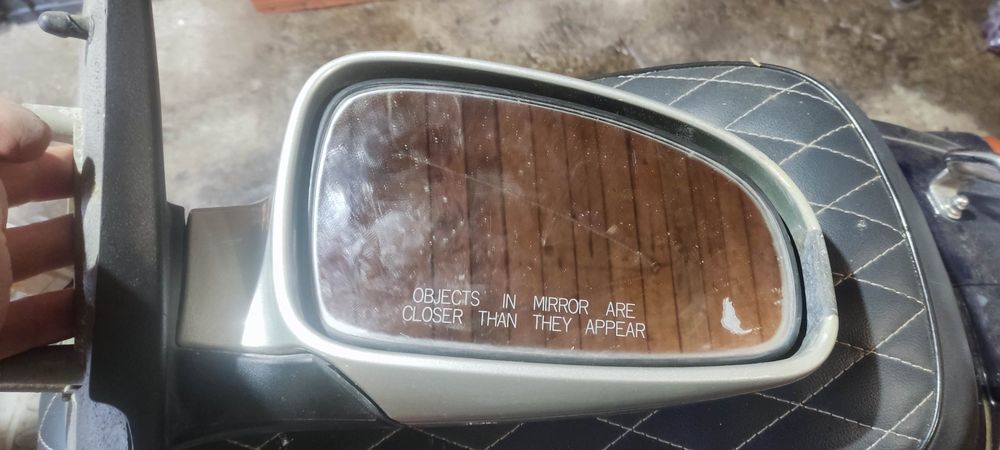 OBJECTS IN MIRROR ARE
CLOSER THAN THEY APPEAR